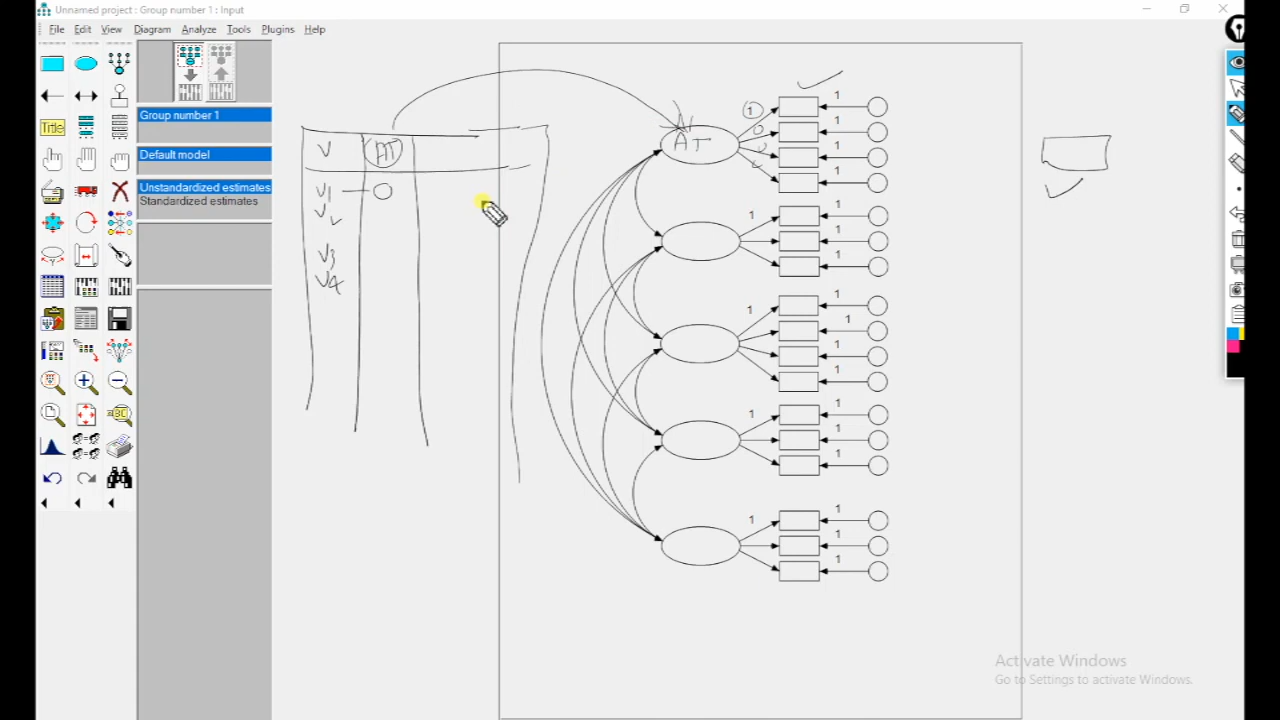 Unnamed project : Group number 1 : Input
File Edit View Diagram Analyze Tools Plugins Help
Title
Group number 1
Default model
Unstandardized estimates
Standardized estimates
V AT
V1
V2
V3
V4
AT
1 1
1
1
1
1 1
1
1
1 1
1
1
1
1 1
1
1
1 1
1
1
Activate Windows
Go to Settings to activate Windows.